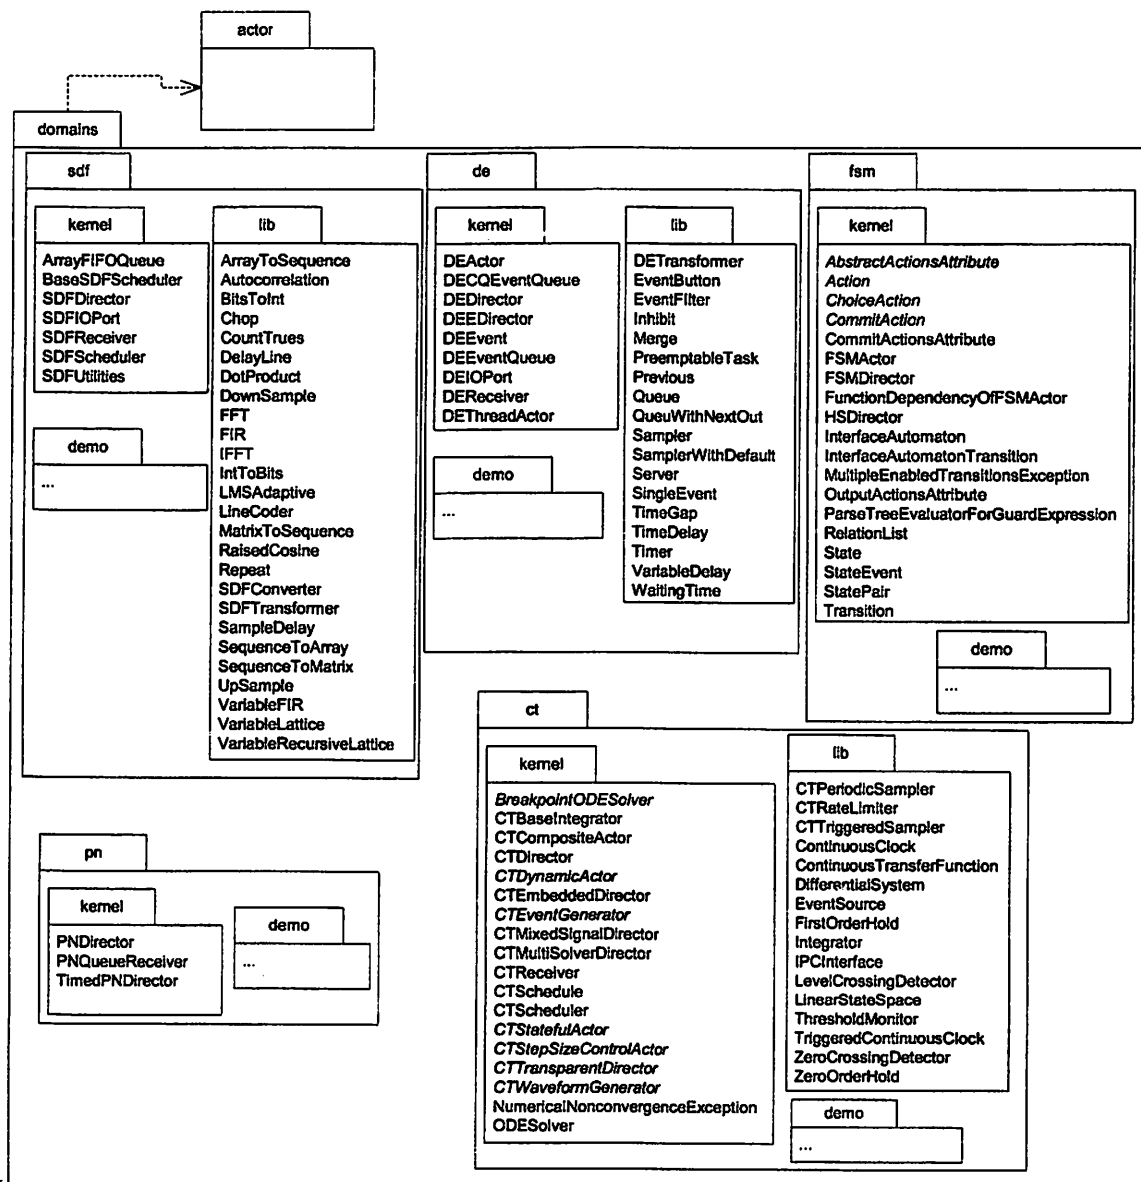 actor
domains
sdf
kernel
ArrayFIFOQueue
BaseSDFScheduler
SDFDirector
SDFIOPort
SDFReceiver
SDFScheduler
SDFUtilities
demo
...
lib
ArrayToSequence
Autocorrelation
BitsToInt
Chop
CountTrues
DelayLine
DotProduct
DownSample
FFT
FIR
IFFT
IntToBits
LMSAdaptive
LineCoder
MatrixToSequence
RaisedCosine
Repeat
SDFConverter
SDFTransformer
SampleDelay
SequenceToArray
SequenceToMatrix
UpSample
VariableFIR
VariableLattice
VariableRecursiveLattice
de
kernel
DEActor
DECQEventQueue
DEDirector
DEEDirector
DEEvent
DEEventQueue
DEIOPort
DEReceiver
DEThreadActor
demo
...
lib
DETransformer
EventButton
EventFilter
Inhibit
Merge
PreemptableTask
Previous
Queue
QueuWithNextOut
Sampler
SamplerWithDefault
Server
SingleEvent
TimeGap
TimeDelay
Timer
VariableDelay
WaitingTime
fsm
kernel
AbstractActionsAttribute
Action
ChoiceAction
CommitAction
CommitActionsAttribute
FSMActor
FSMDirector
FunctionDependencyOfFSMActor
HSDirector
InterfaceAutomaton
InterfaceAutomatonTransition
MultipleEnabledTransitionsException
OutputActionsAttribute
ParseTreeEvaluatorForGuardExpression
RelationList
State
StateEvent
StatePair
Transition
demo
...
pn
kernel
PNDirector
PNQueueReceiver
TimedPNDirector
demo
...
ct
kernel
BreakpointODESolver
CTBaseIntegrator
CTCompositeActor
CTDirector
CTDynamicActor
CTEmbeddedDirector
CTEventGenerator
CTMixedSignalDirector
CTMultiSolverDirector
CTReceiver
CTSchedule
CTScheduler
CTStatefulActor
CTStepSizeControlActor
CTTransparentDirector
CTWaveformGenerator
NumericalNonconvergenceException
ODESolver
lib
CTPeriodicSampler
CTRateLimiter
CTTriggeredSampler
ContinuousClock
ContinuousTransferFunction
DifferentialSystem
EventSource
FirstOrderHold
Integrator
IPCInterface
LevelCrossingDetector
LinearStateSpace
ThresholdMonitor
TriggeredContinuousClock
ZeroCrossingDetector
ZeroOrderHold
demo
...